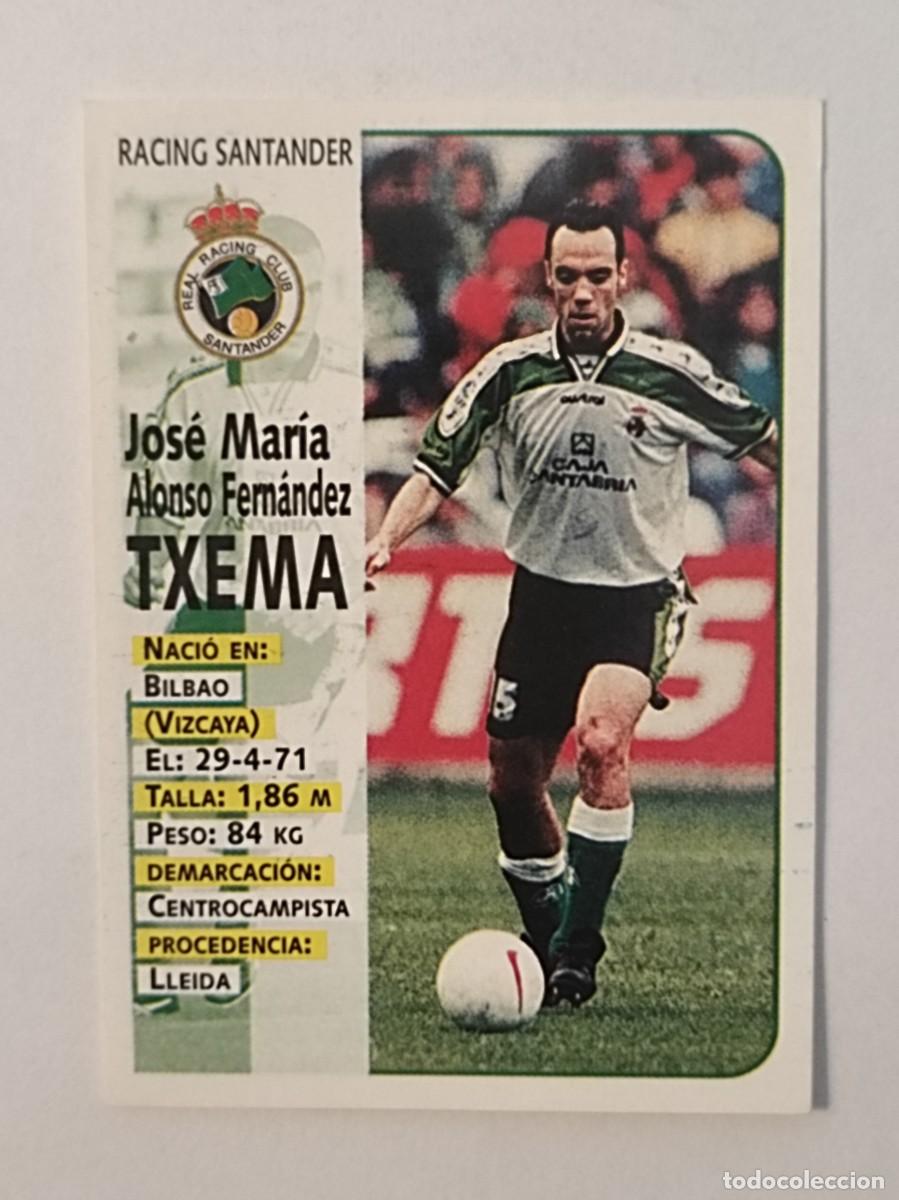 RACING SANTANDER
REAL RACING CLUB
SANTANDER
José María
Alonso Fernández
TXEMA
NACIÓ EN:
BILBAO
(VIZCAYA)
EL: 29-4-71
TALLA: 1,86 M
PESO: 84 KG
DEMARCACIÓN:
CENTROCAMPISTA
PROCEDENCIA:
LLEIDA
CAJA
CANTABRIA
RTS
5
todocoleccion